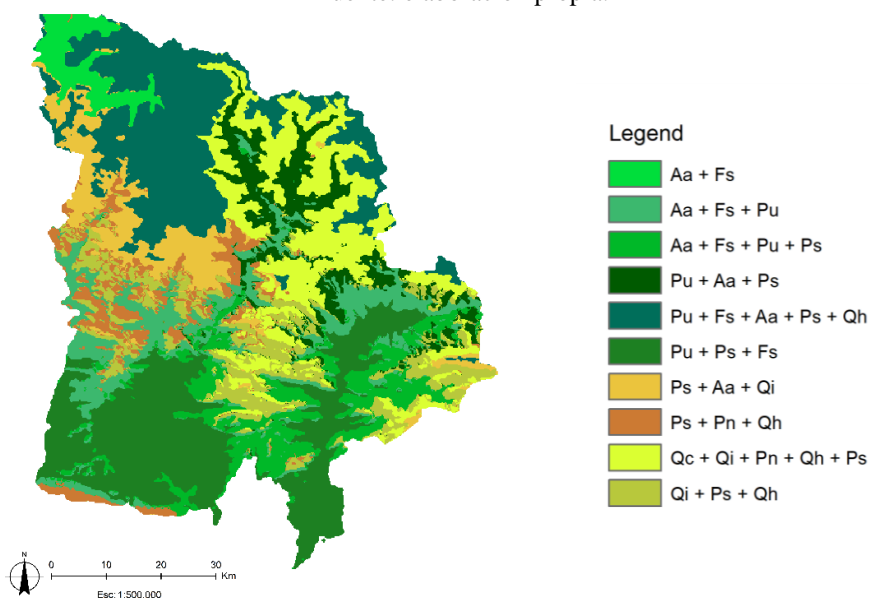 Legend
Aa + Fs
Aa + Fs + Pu
Aa + Fs + Pu + Ps
Pu + Aa + Ps
Pu + Fs + Aa + Ps + Qh
Pu + Ps + Fs
Ps + Aa + Qi
Ps + Pn + Qh
Qc + Qi + Pn + Qh + Ps
Qi + Ps + Qh
N
0 10 20 30 Km
Esc: 1:500.000